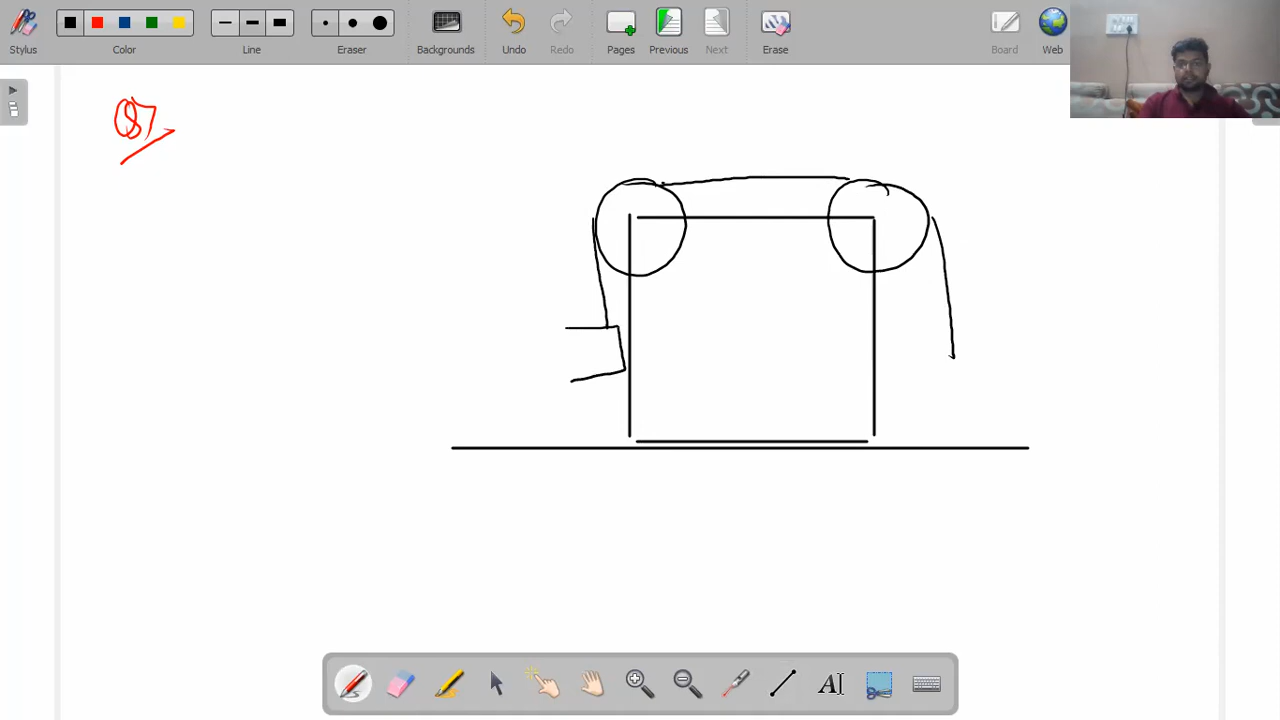 Stylus
Color
Line
Eraser
Backgrounds
Undo
Redo
Pages
Previous
Next
Erase
Board
Web
Q7